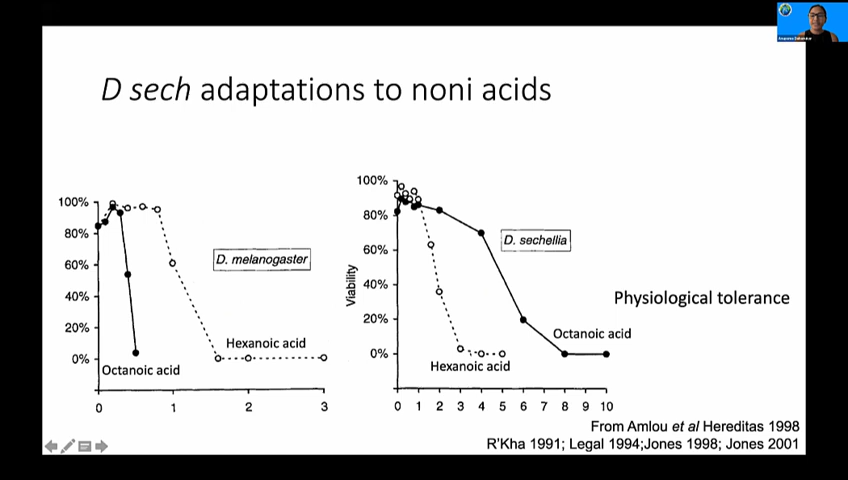 D sech adaptations to noni acids
100%
80%
60%
40%
20%
0%
D. melanogaster
Hexanoic acid
Octanoic acid
0 1 2 3
100%
80%
60%
40%
20%
0%
Viability
D. sechellia
Octanoic acid
Hexanoic acid
0 1 2 3 4 5 6 7 8 9 10
Physiological tolerance
From Amlou et al Hereditas 1998
R'Kha 1991; Legal 1994;Jones 1998; Jones 2001